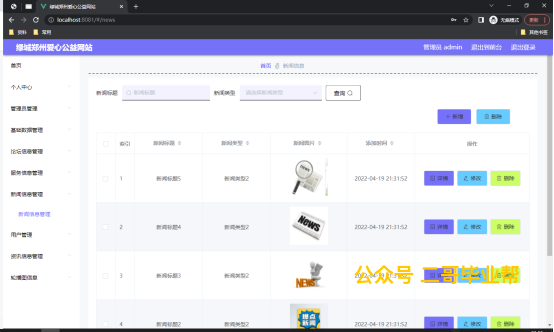 绿城郑州爱心公益网站
localhost:8081/#/news
无痕模式
更新
资料 常用
其他书签
绿城郑州爱心公益网站
管理员 admin 退出到前台 退出登录
首页
个人中心
管理员管理
基础数据管理
论坛信息管理
服务信息管理
新闻信息管理
新闻信息管理
用户管理
资讯信息管理
轮播图信息
首页 新闻信息
新闻标题 新闻标题 新闻类型 请选择新闻类型 查询
+ 新增 删除
索引 新闻标题 新闻类型 新闻图片 添加时间 操作
1 新闻标题5 新闻类型2 News 2022-04-19 21:31:52 详情 修改 删除
2 新闻标题4 新闻类型2 News 2022-04-19 21:31:52 详情 修改 删除
3 新闻标题3 新闻类型2 NEWS 2022-04-19 21:31:52 详情 修改 删除
公众号 二哥毕业帮
4 新闻标题2 新闻类型2 热点新闻 2022-04-19 21:31:52 详情 修改 删除